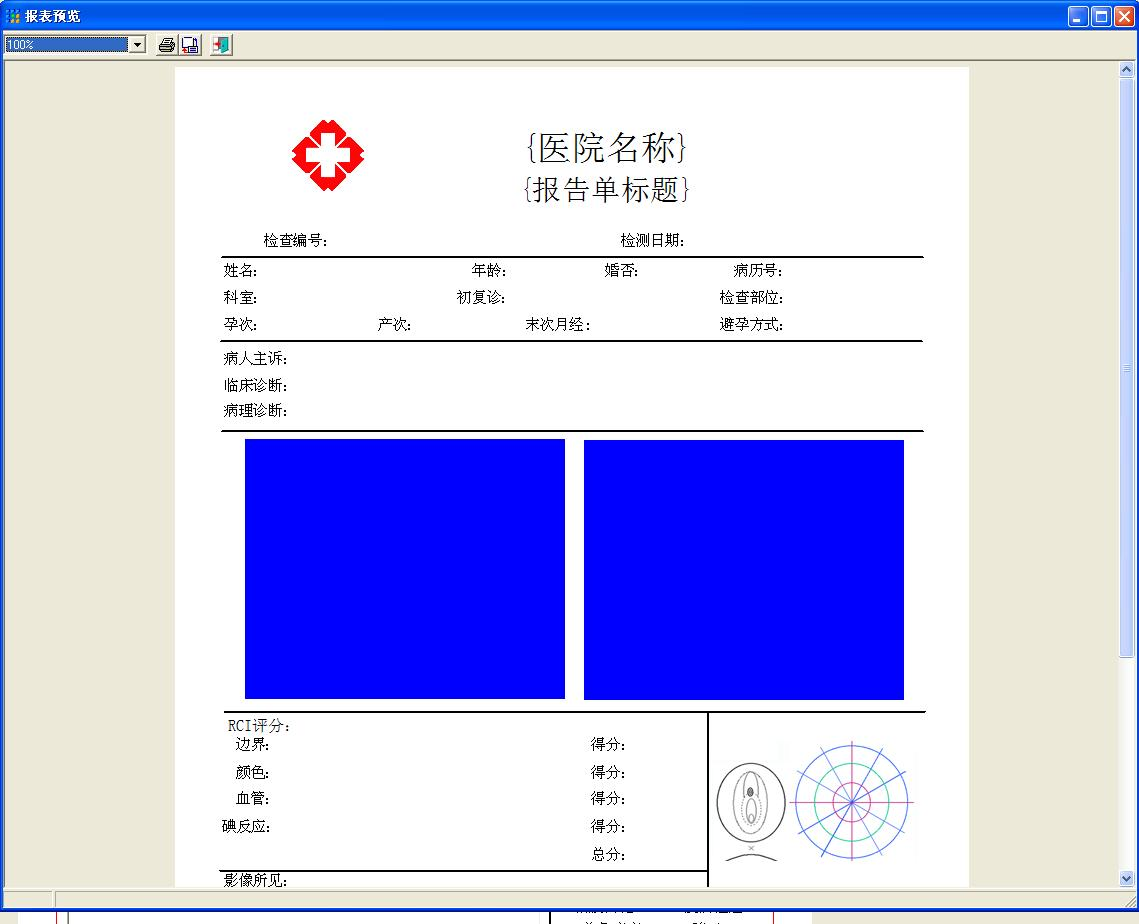 报表预览
100%
{医院名称}
{报告单标题}
检查编号: 检测日期:
姓名: 年龄: 婚否: 病历号:
科室: 初复诊: 检查部位:
孕次: 产次: 末次月经: 避孕方式:
病人主诉:
临床诊断:
病理诊断:
RCI评分:
边界: 得分:
颜色: 得分:
血管: 得分:
碘反应: 得分:
总分:
影像所见: